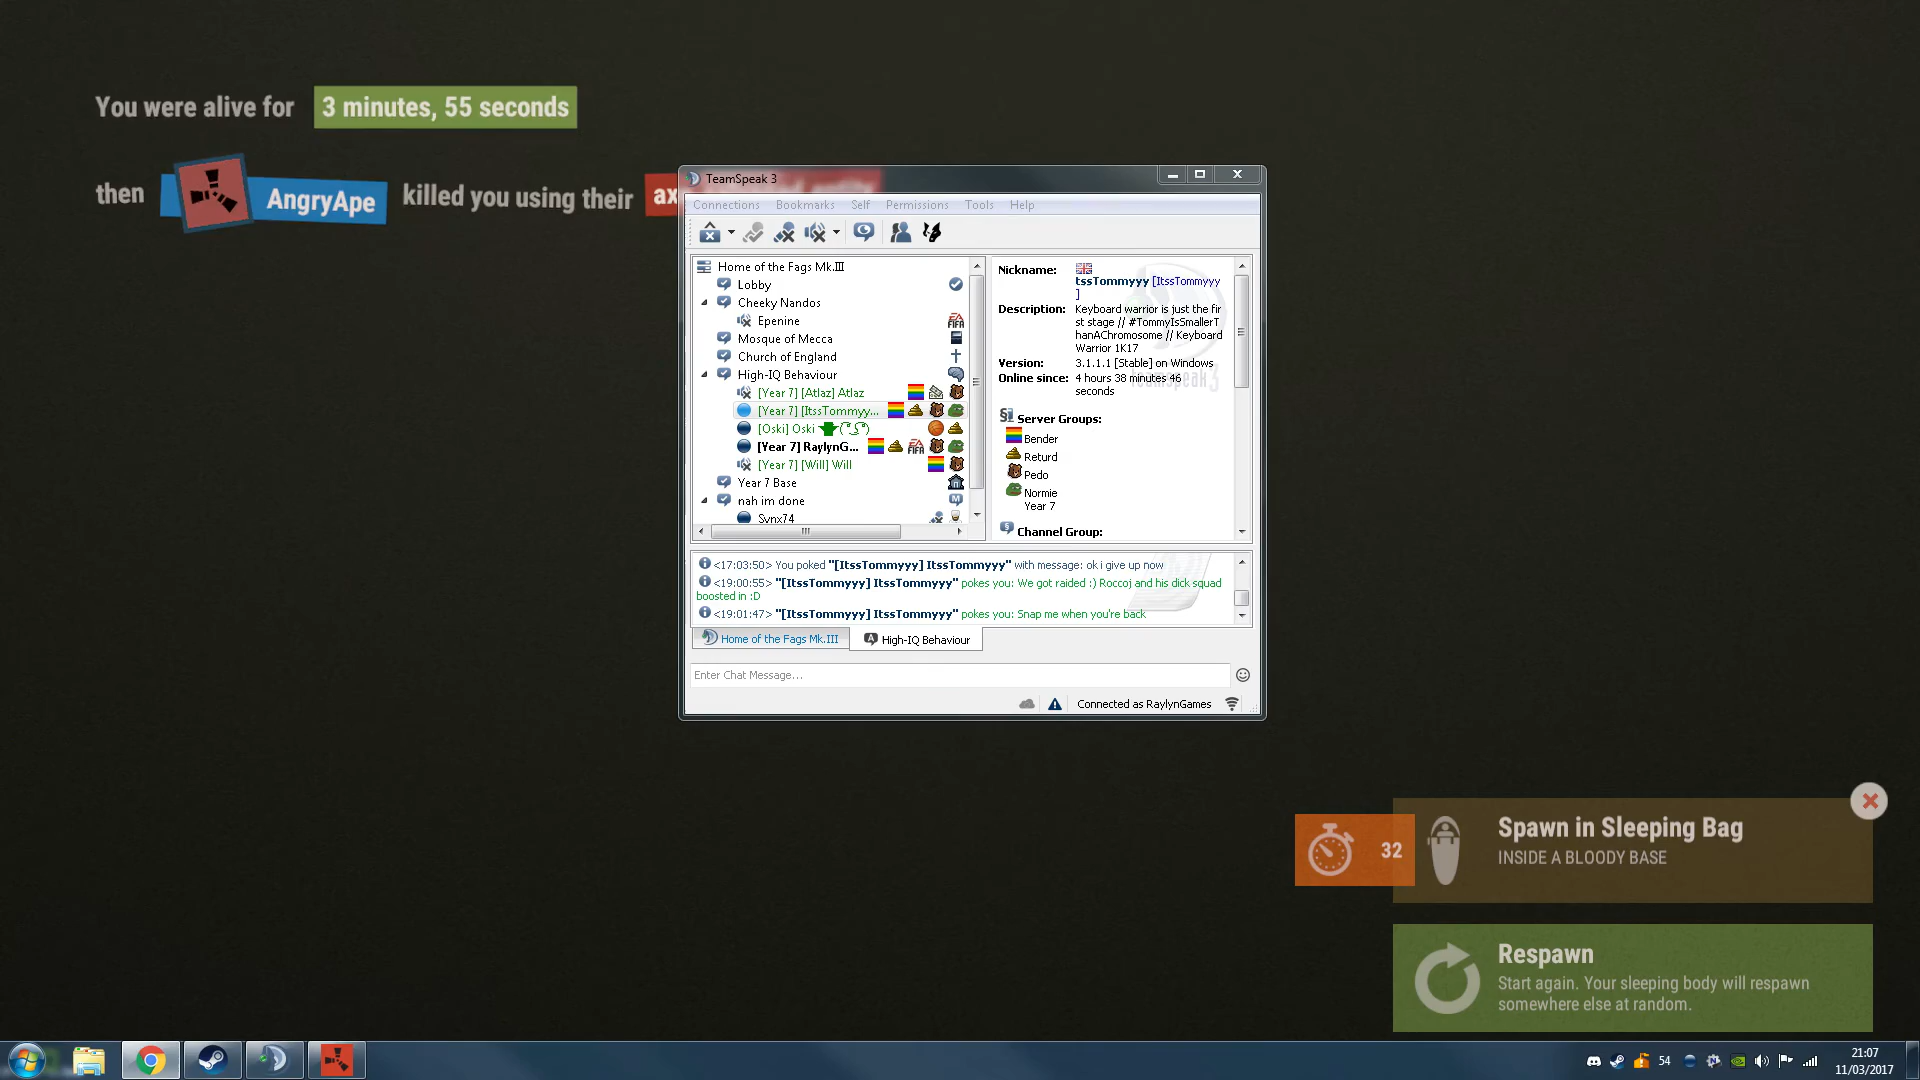 You were alive for 3 minutes, 55 seconds
then AngryApe killed you using their ax
TeamSpeak 3
Connections Bookmarks Self Permissions Tools Help
Home of the Fags Mk.III
Lobby
Cheeky Nandos
Epenine
Mosque of Mecca
Church of England
High-IQ Behaviour
[Year 7] [Atlaz] Atlaz
[Year 7] [ItssTommyy...
[Oski] Oski
[Year 7] RaylynG...
[Year 7] [Will] Will
Year 7 Base
nah im done
Svnx74
Nickname:
tssTommyyy [ItssTommyyy
]
Description: Keyboard warrior is just the fir
st stage // #TommyIsSmallerT
hanAChromosome // Keyboard
Warrior 1K17
Version: 3.1.1.1 [Stable] on Windows
Online since: 4 hours 38 minutes 46
seconds
Server Groups:
Bender
Returd
Pedo
Normie
Year 7
Channel Group:
<17:03:50> You poked "[ItssTommyyy] ItssTommyyy" with message: ok i give up now
<19:00:55> "[ItssTommyyy] ItssTommyyy" pokes you: We got raided :) Roccoj and his dick squad
boosted in :D
<19:01:47> "[ItssTommyyy] ItssTommyyy" pokes you: Snap me when you're back
Home of the Fags Mk.III High-IQ Behaviour
Enter Chat Message...
Connected as RaylynGames
32
Spawn in Sleeping Bag
INSIDE A BLOODY BASE
Respawn
Start again. Your sleeping body will respawn
somewhere else at random.
54
21:07
11/03/2017